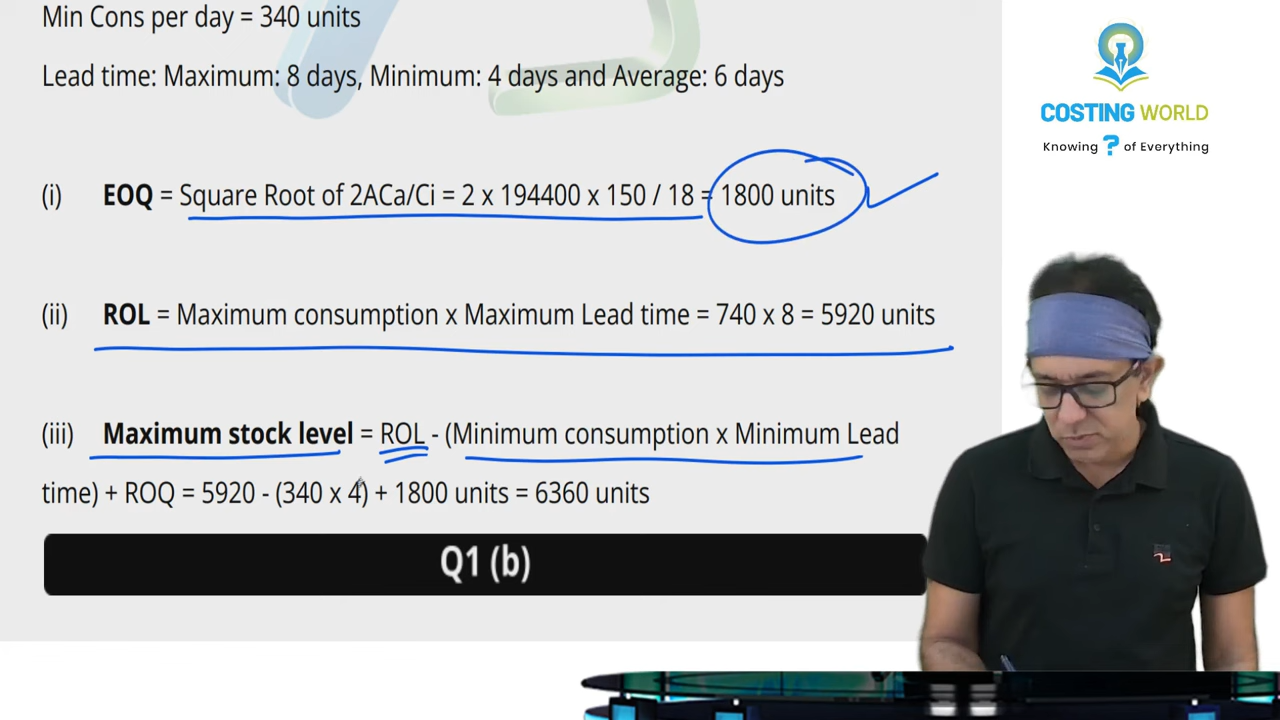 Min Cons per day = 340 units
Lead time: Maximum: 8 days, Minimum: 4 days and Average: 6 days
(i) EOQ = Square Root of 2ACa/Ci = 2 x 194400 x 150 / 18 = 1800 units
(ii) ROL = Maximum consumption x Maximum Lead time = 740 x 8 = 5920 units
(iii) Maximum stock level = ROL - (Minimum consumption x Minimum Lead
time) + ROQ = 5920 - (340 x 4) + 1800 units = 6360 units
Q1 (b)
COSTING WORLD
Knowing ? of Everything